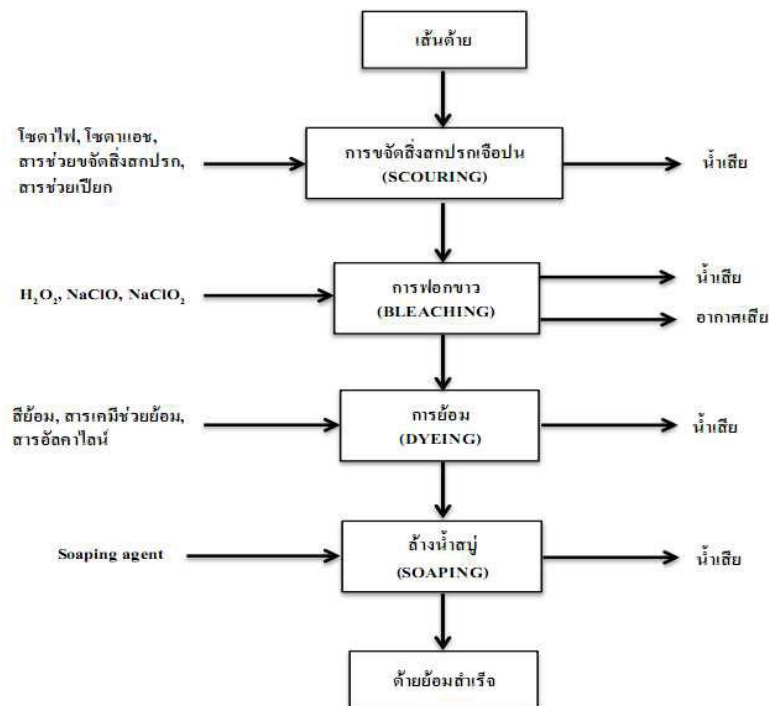 เส้นด้าย
โซดาไฟ, โซดาแอช,
สารช่วยขจัดสิ่งสกปรก,
สารช่วยเปียก
การขจัดสิ่งสกปรกเจือปน
(SCOURING)
น้ำเสีย
H₂O₂, NaClO, NaClO₂
การฟอกขาว
(BLEACHING)
น้ำเสีย
อากาศเสีย
สีย้อม, สารเคมีช่วยย้อม,
สารอัลคาไลน์
การย้อม
(DYEING)
น้ำเสีย
Soaping agent
ล้างน้ำสบู่
(SOAPING)
น้ำเสีย
ด้ายย้อมสำเร็จ